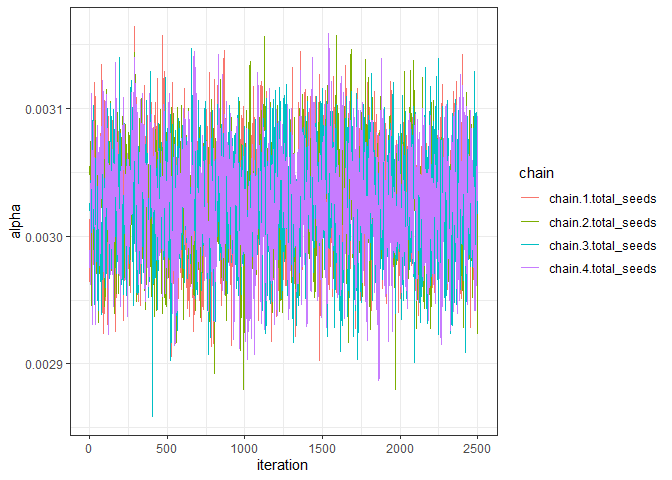 0.0031
0.0030
0.0029
alpha
0
500
1000
1500
2000
2500
iteration
chain
chain.1.total_seeds
chain.2.total_seeds
chain.3.total_seeds
chain.4.total_seeds